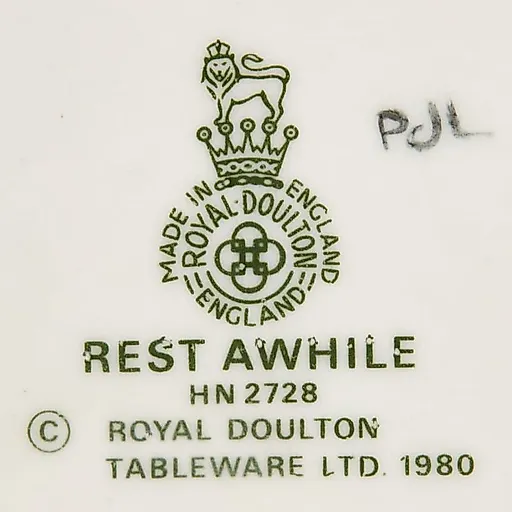 PJL
MADE IN ENGLAND
ROYAL·DOULTON
ENGLAND
REST AWHILE
HN 2728
© ROYAL DOULTON
TABLEWARE LTD. 1980